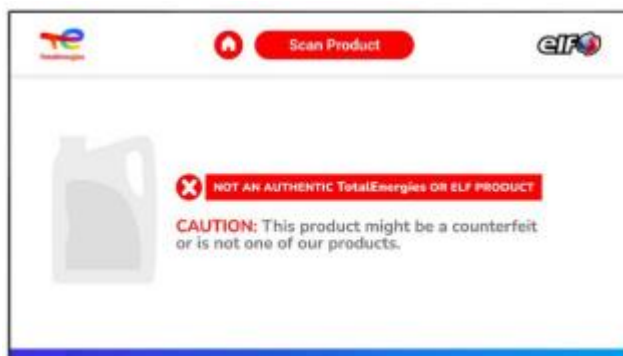 TotalEnergies
Scan Product
elf
NOT AN AUTHENTIC TotalEnergies OR ELF PRODUCT
CAUTION: This product might be a counterfeit
or is not one of our products.